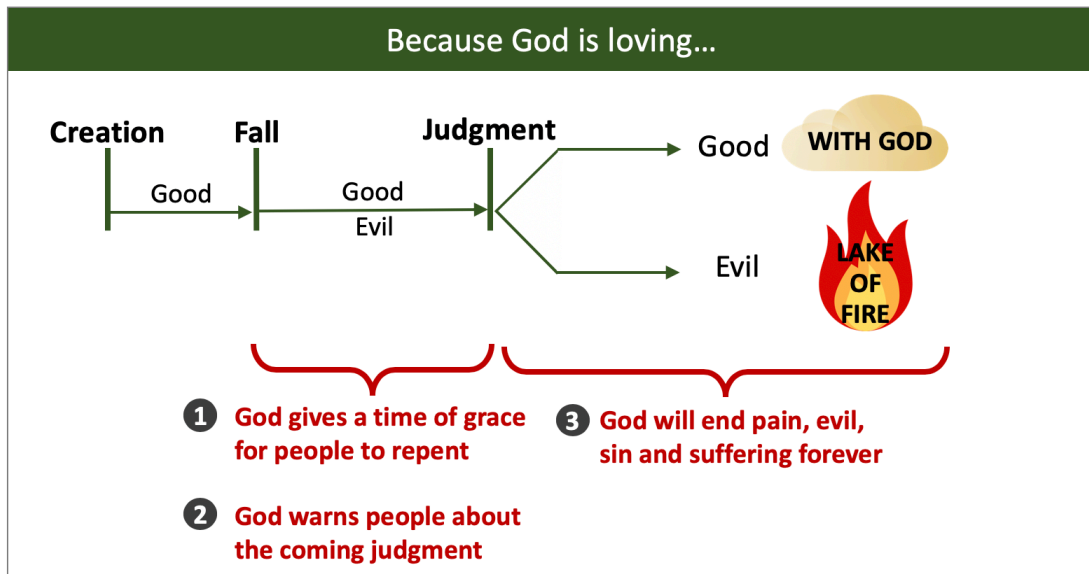 Because God is loving...
Creation
Fall
Judgment
Good
Good
Evil
Good
WITH GOD
Evil
LAKE
OF
FIRE
1 God gives a time of grace
for people to repent
2 God warns people about
the coming judgment
3 God will end pain, evil,
sin and suffering forever